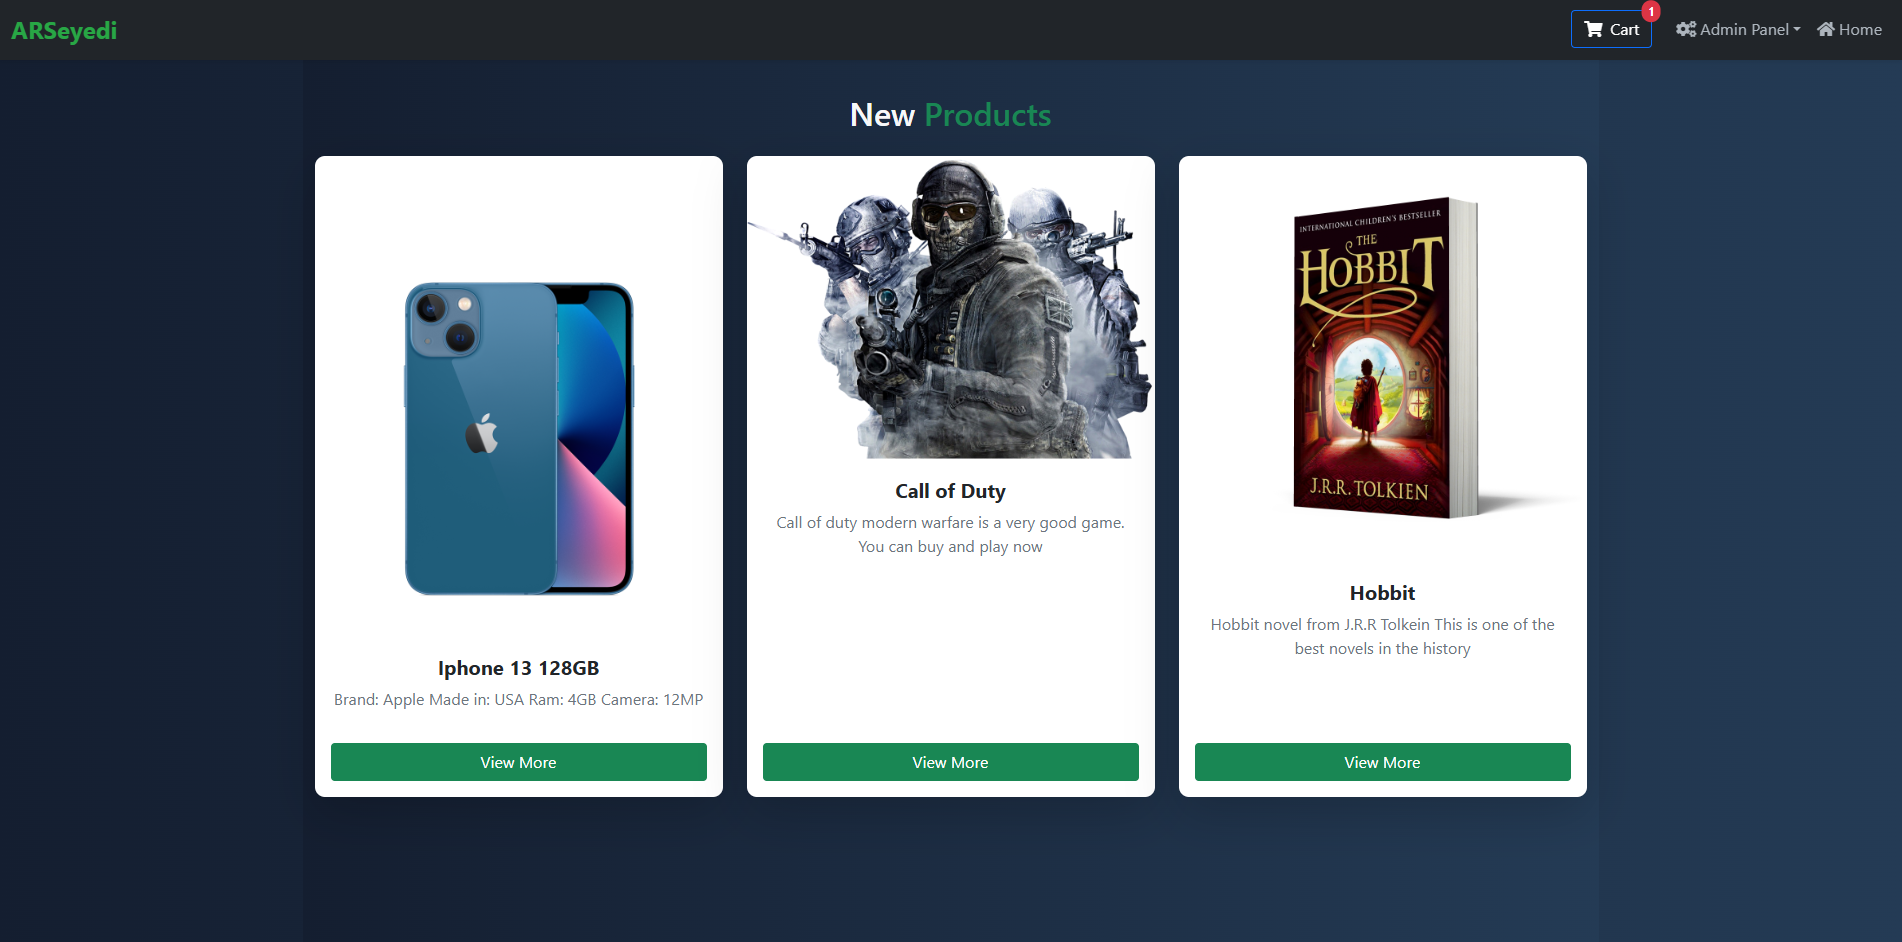 ARSeyedi
Cart
1
Admin Panel
Home
New Products
INTERNATIONAL CHILDREN'S BESTSELLER
THE
HOBBIT
J.R.R. TOLKIEN
Iphone 13 128GB
Brand: Apple Made in: USA Ram: 4GB Camera: 12MP
View More
Call of Duty
Call of duty modern warfare is a very good game.
You can buy and play now
View More
Hobbit
Hobbit novel from J.R.R Tolkein This is one of the
best novels in the history
View More